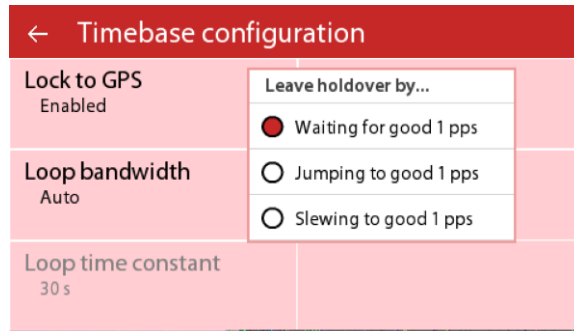 ← Timebase configuration
Lock to GPS
Enabled
Leave holdover by...
Waiting for good 1 pps
Loop bandwidth
Auto
Jumping to good 1 pps
Slewing to good 1 pps
Loop time constant
30 s